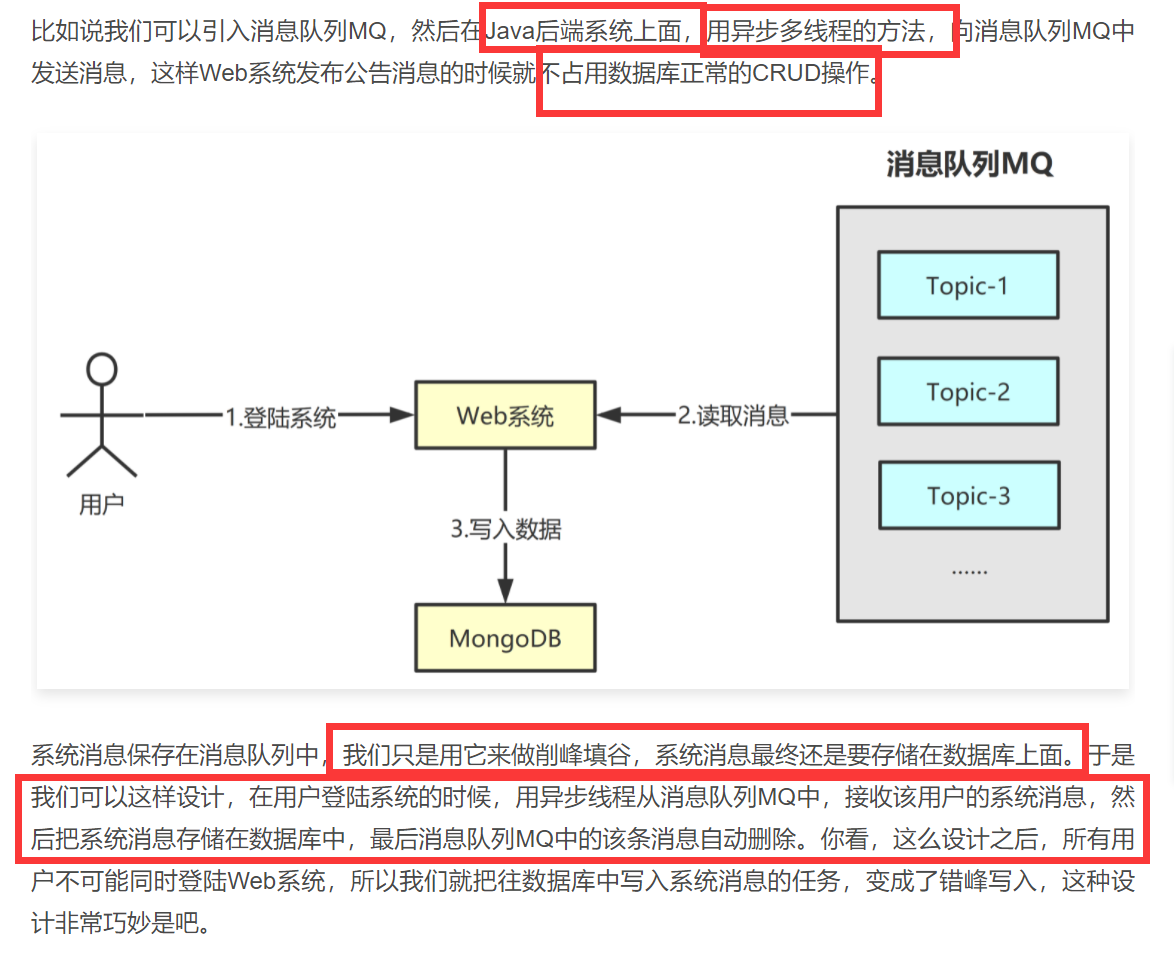 比如说我们可以引入消息队列MQ，然后在Java后端系统上面，用异步多线程的方法，向消息队列MQ中
发送消息，这样Web系统发布公告消息的时候就不占用数据库正常的CRUD操作。
消息队列MQ
Topic-1
Topic-2
Topic-3
......
1.登陆系统
Web系统
2.读取消息
用户
3.写入数据
MongoDB
系统消息保存在消息队列中，我们只是用它来做削峰填谷，系统消息最终还是要存储在数据库上面。于是
我们可以这样设计，在用户登陆系统的时候，用异步线程从消息队列MQ中，接收该用户的系统消息，然
后把系统消息存储在数据库中，最后消息队列MQ中的该条消息自动删除。你看，这么设计之后，所有用
户不可能同时登陆Web系统，所以我们就把往数据库中写入系统消息的任务，变成了错峰写入，这种设
计非常巧妙是吧。